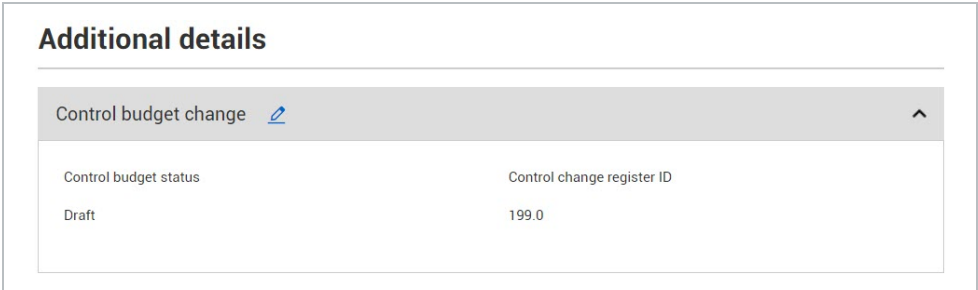 Additional details
Control budget change
Control budget status
Control change register ID
Draft
199.0